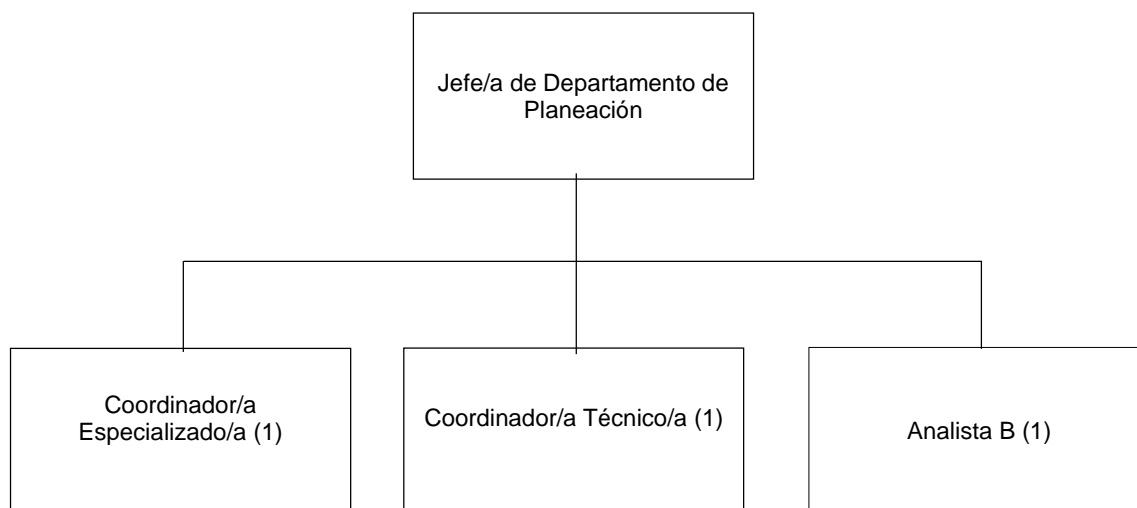 Jefe/a de Departamento de
Planeación
Coordinador/a
Especializado/a (1)
Coordinador/a Técnico/a (1)
Analista B (1)